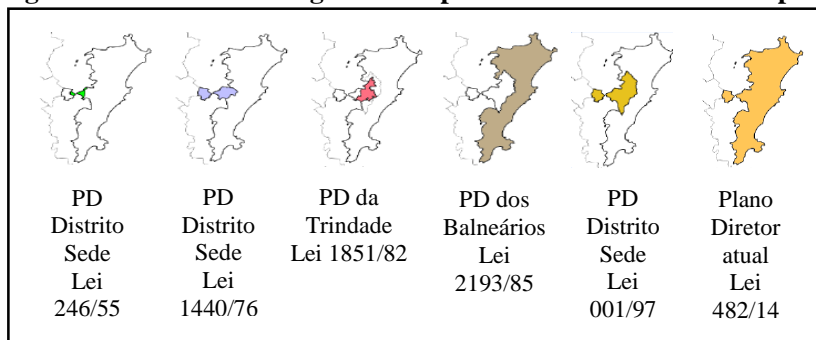 PD
Distrito
Sede
Lei
246/55
PD
Distrito
Sede
Lei
1440/76
PD da
Trindade
Lei 1851/82
PD dos
Balneários
Lei
2193/85
PD
Distrito
Sede
Lei
001/97
Plano
Diretor
atual
Lei
482/14